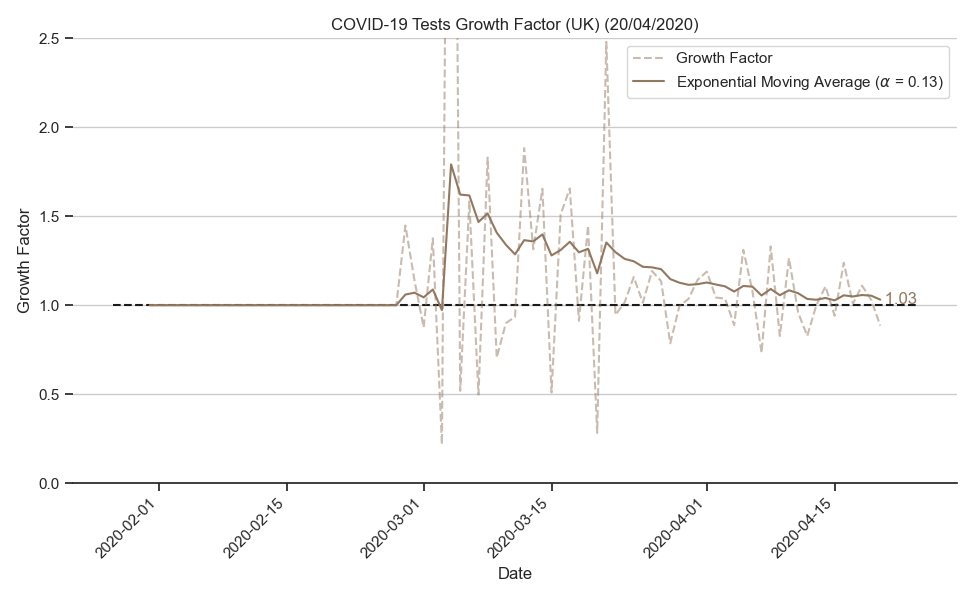 COVID-19 Tests Growth Factor (UK) (20/04/2020)
Growth Factor
Exponential Moving Average (α = 0.13)
2.5
2.0
1.5
1.0
0.5
0.0
Growth Factor
1.03
2020-02-01
2020-02-15
2020-03-01
2020-03-15
2020-04-01
2020-04-15
Date